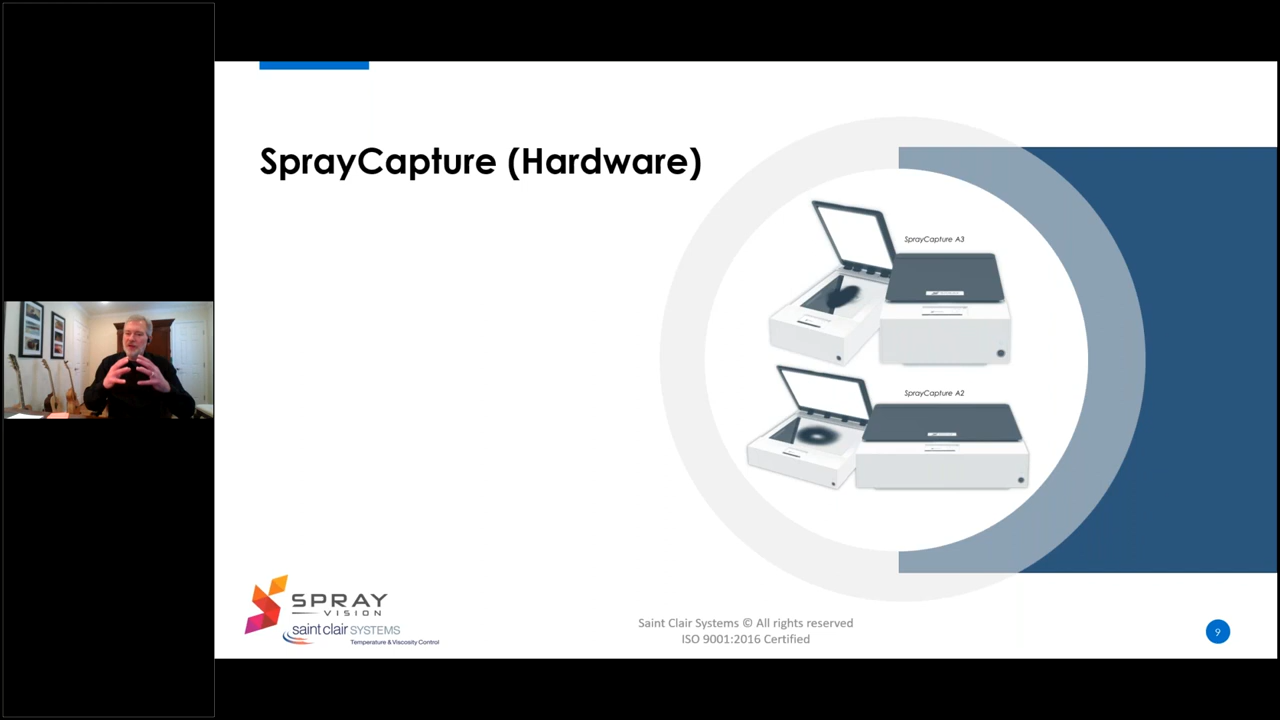 SprayCapture (Hardware)
SprayCapture A3
SprayCapture A2
SPRAY
VISION
saint clair SYSTEMS
Temperature & Viscosity Control
Saint Clair Systems © All rights reserved
ISO 9001:2016 Certified
9